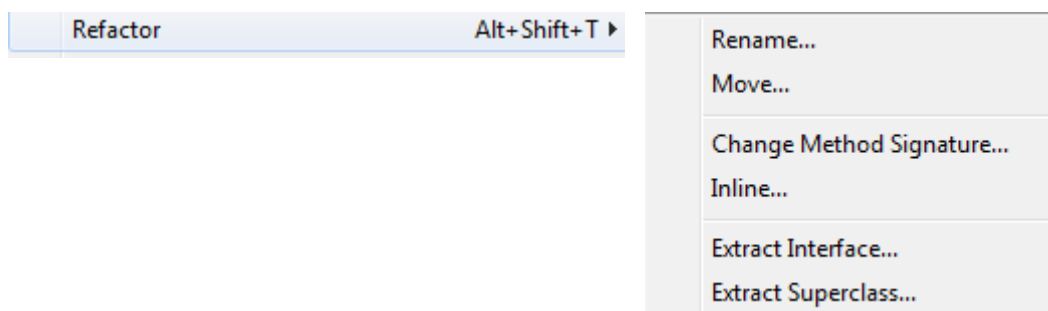 Refactor Alt+Shift+T
Rename...
Move...
Change Method Signature...
Inline...
Extract Interface...
Extract Superclass...